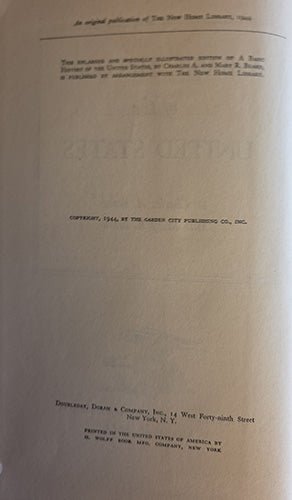 An original publication of THE NEW HOME LIBRARY, 1944
THIS ENLARGED AND SPECIALLY ILLUSTRATED EDITION OF A BASIC
HISTORY OF THE UNITED STATES, BY CHARLES A. AND MARY R. BEARD,
IS PUBLISHED BY ARRANGEMENT WITH THE NEW HOME LIBRARY.
COPYRIGHT, 1944, BY THE GARDEN CITY PUBLISHING CO., INC.
DOUBLEDAY, DORAN & COMPANY, INC., 14 West Forty-ninth Street
New York, N. Y.
PRINTED IN THE UNITED STATES OF AMERICA BY
H. WOLFF BOOK MFG. COMPANY, NEW YORK